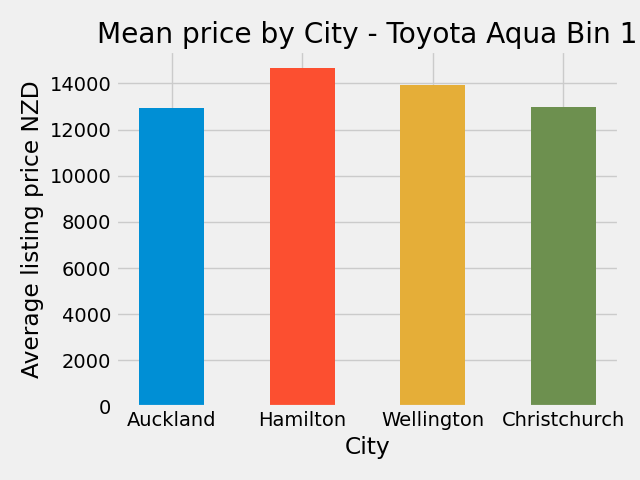 Mean price by City - Toyota Aqua Bin 1
Average listing price NZD
14000
12000
10000
8000
6000
4000
2000
0
Auckland Hamilton Wellington Christchurch
City